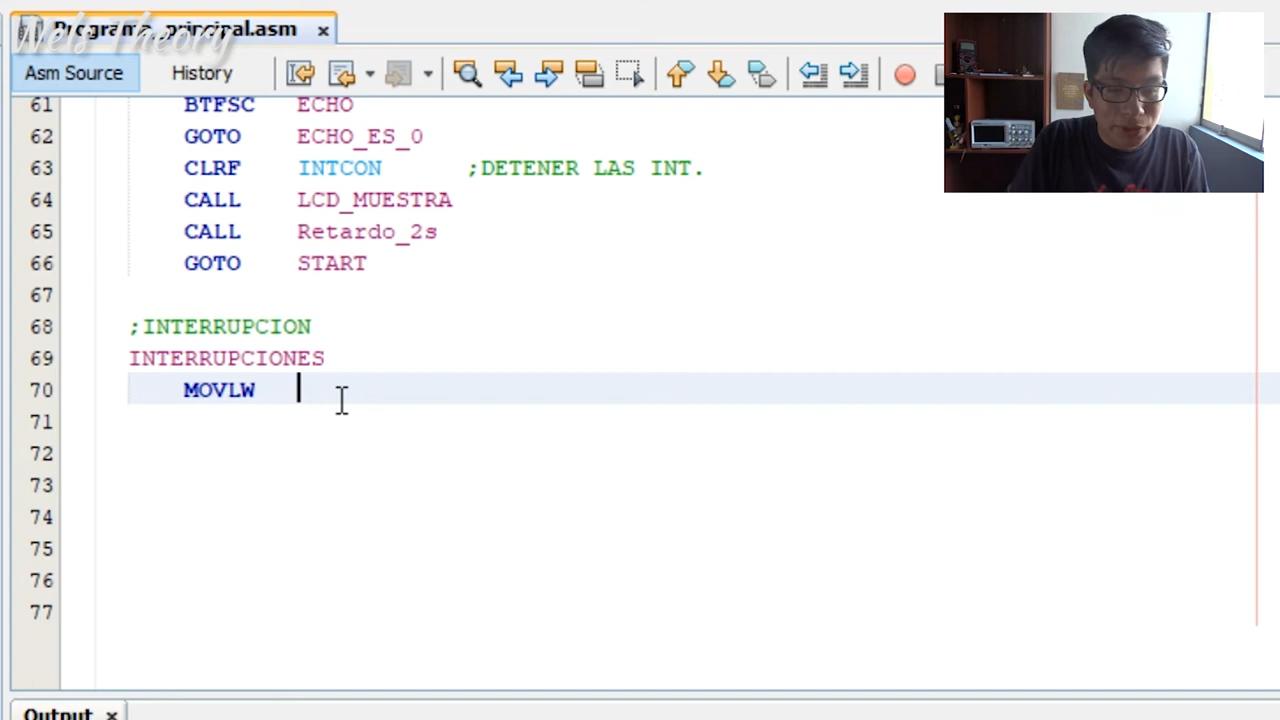 Programa_principal.asm
We's Theory
Asm Source History
61 BTFSC ECHO
62 GOTO ECHO_ES_0
63 CLRF INTCON ;DETENER LAS INT.
64 CALL LCD_MUESTRA
65 CALL Retardo_2s
66 GOTO START
67
68 ;INTERRUPCION
69 INTERRUPCIONES
70 MOVLW
71
72
73
74
75
76
77
Output